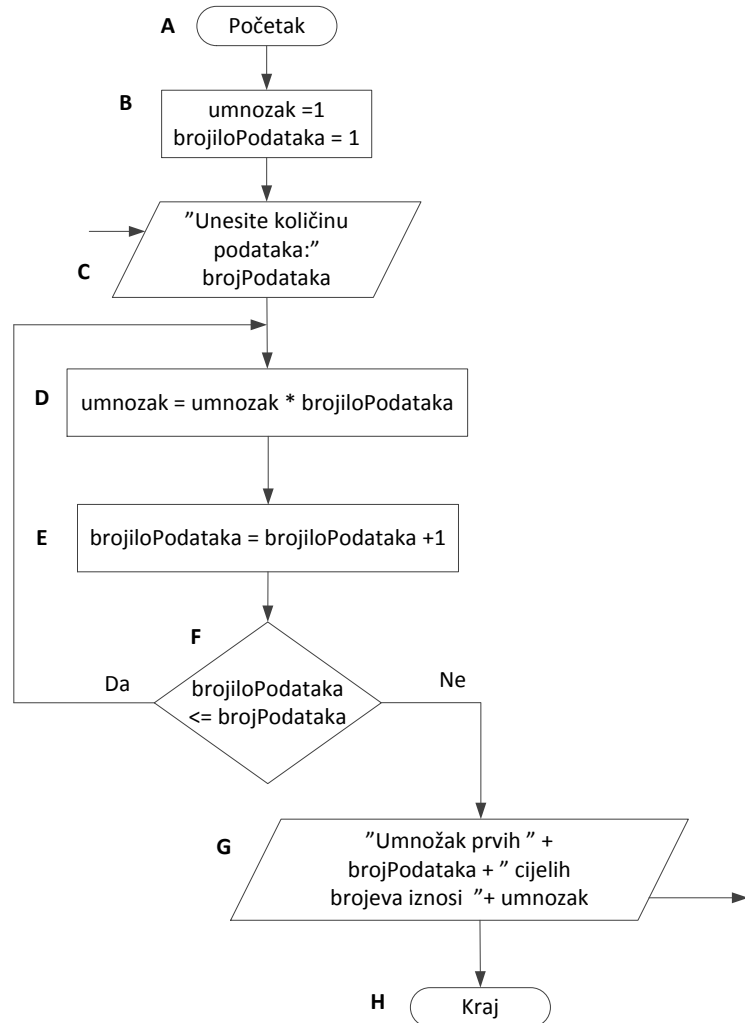 A
Početak
B
umnozak =1
brojiloPodataka = 1
”Unesite količinu
podataka:”
C
brojPodataka
D
umnozak = umnozak * brojiloPodataka
E
brojiloPodataka = brojiloPodataka +1
F
Da
brojiloPodataka
<= brojPodataka
Ne
G
”Umnožak prvih ” +
brojPodataka + ” cijelih
brojeva iznosi ”+ umnozak
H
Kraj